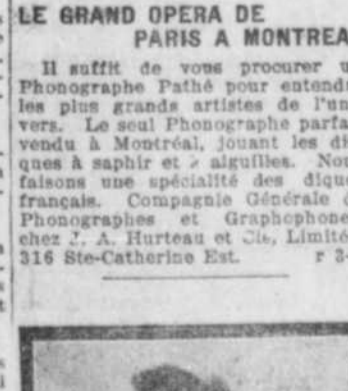 LE GRAND OPERA DE
PARIS A MONTREA
Il suffit de vous procurer u
Phonographe Pathé pour entend
les plus grands artistes de l'un
vers. Le seul Phonographe parfa
vendu à Montréal, jouant les di
ques à saphir et à aiguilles. Nou
faisons une spécialité des dique
français. Compagnie Générale d
Phonographes et Graphophone
chez J. A. Hurteau et Cie, Limité
316 Ste-Catherine Est. r 3-